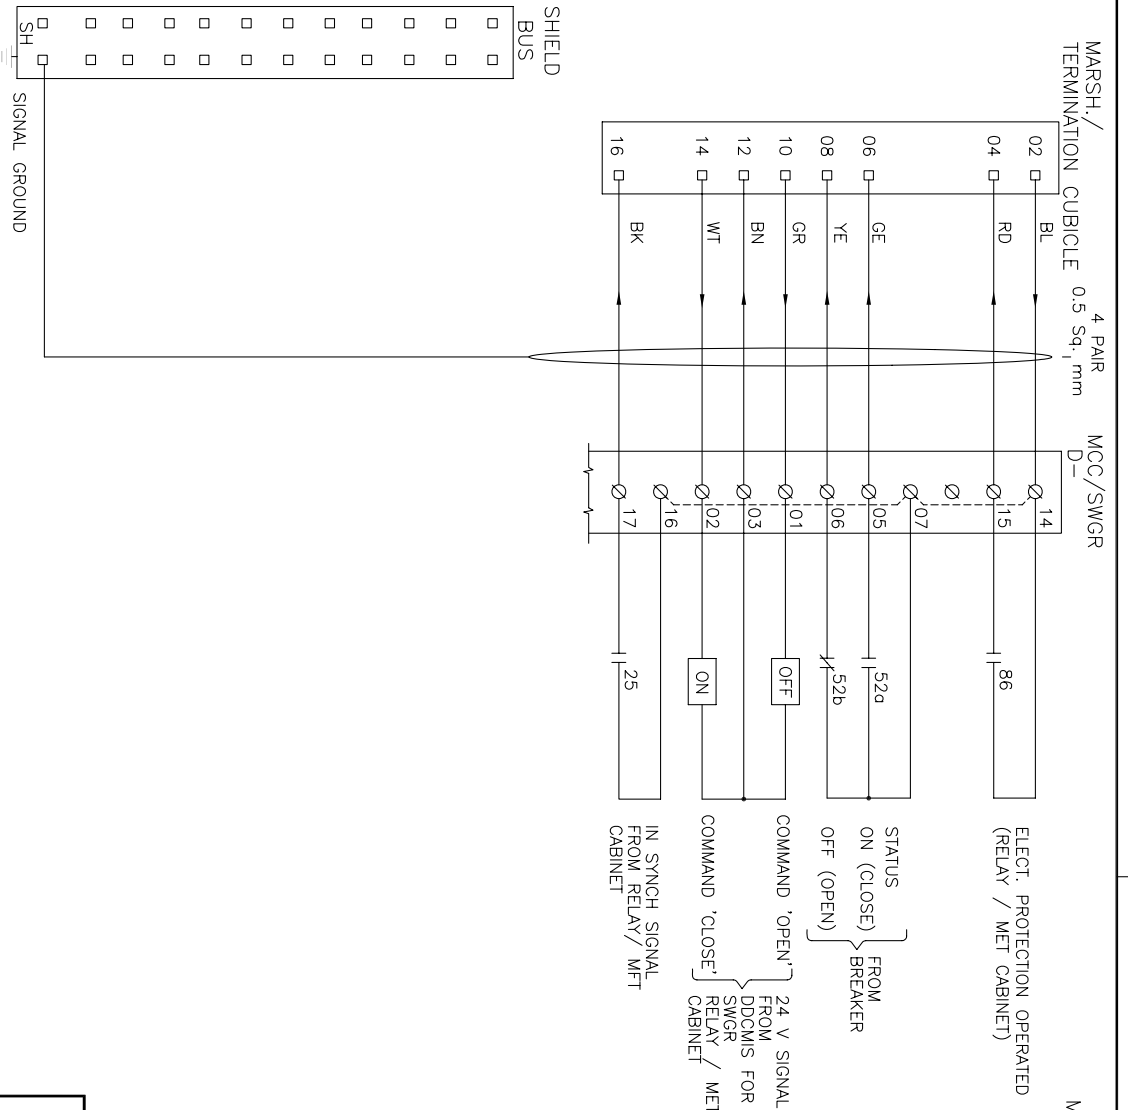 MARSH./
TERMINATION CUBICLE
4 PAIR
0.5 Sq. mm
MCC/SWGR
D-
02
04
06
08
10
12
14
16
BL
RD
GE
YE
GR
BN
WT
BK
14
15
07
05
06
01
03
02
16
17
86
52a
52b
OFF
ON
25
ELECT. PROTECTION OPERATED
(RELAY / MET CABINET)
STATUS
ON (CLOSE)
OFF (OPEN)
FROM
BREAKER
COMMAND 'OPEN'
COMMAND 'CLOSE'
24 V SIGNAL
FROM
DDCMIS FOR
SWGR
RELAY / MET
CABINET
IN SYNCH SIGNAL
FROM RELAY/ MFT
CABINET
SHIELD
BUS
SH
SIGNAL GROUND